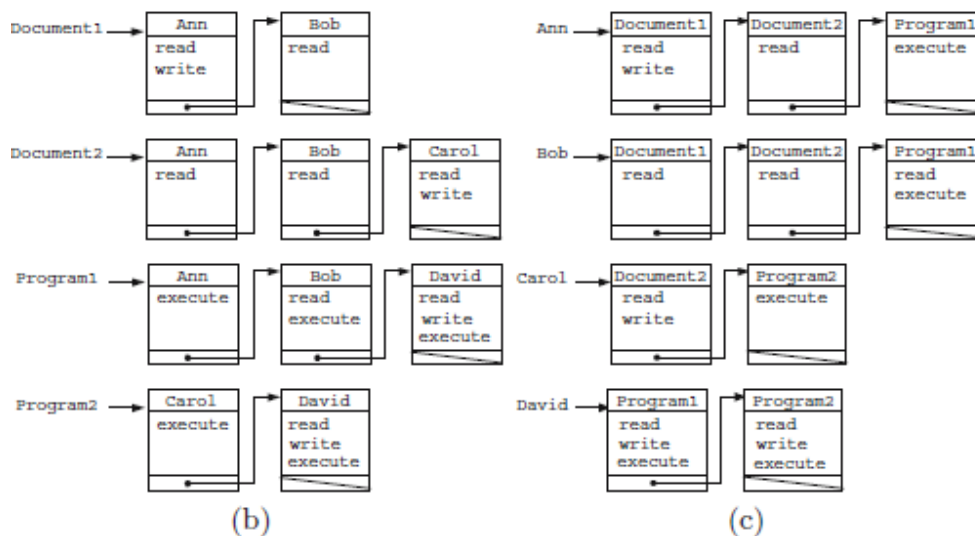 Document1
Ann
read
write
Bob
read
Document2
Ann
read
Bob
read
Carol
read
write
Program1
Ann
execute
Bob
read
execute
David
read
write
execute
Program2
Carol
execute
David
read
write
execute
(b)
Ann
Document1
read
write
Document2
read
Program1
execute
Bob
Document1
read
Document2
read
Program1
read
execute
Carol
Document2
read
write
Program2
execute
David
Program1
read
write
execute
Program2
read
write
execute
(c)